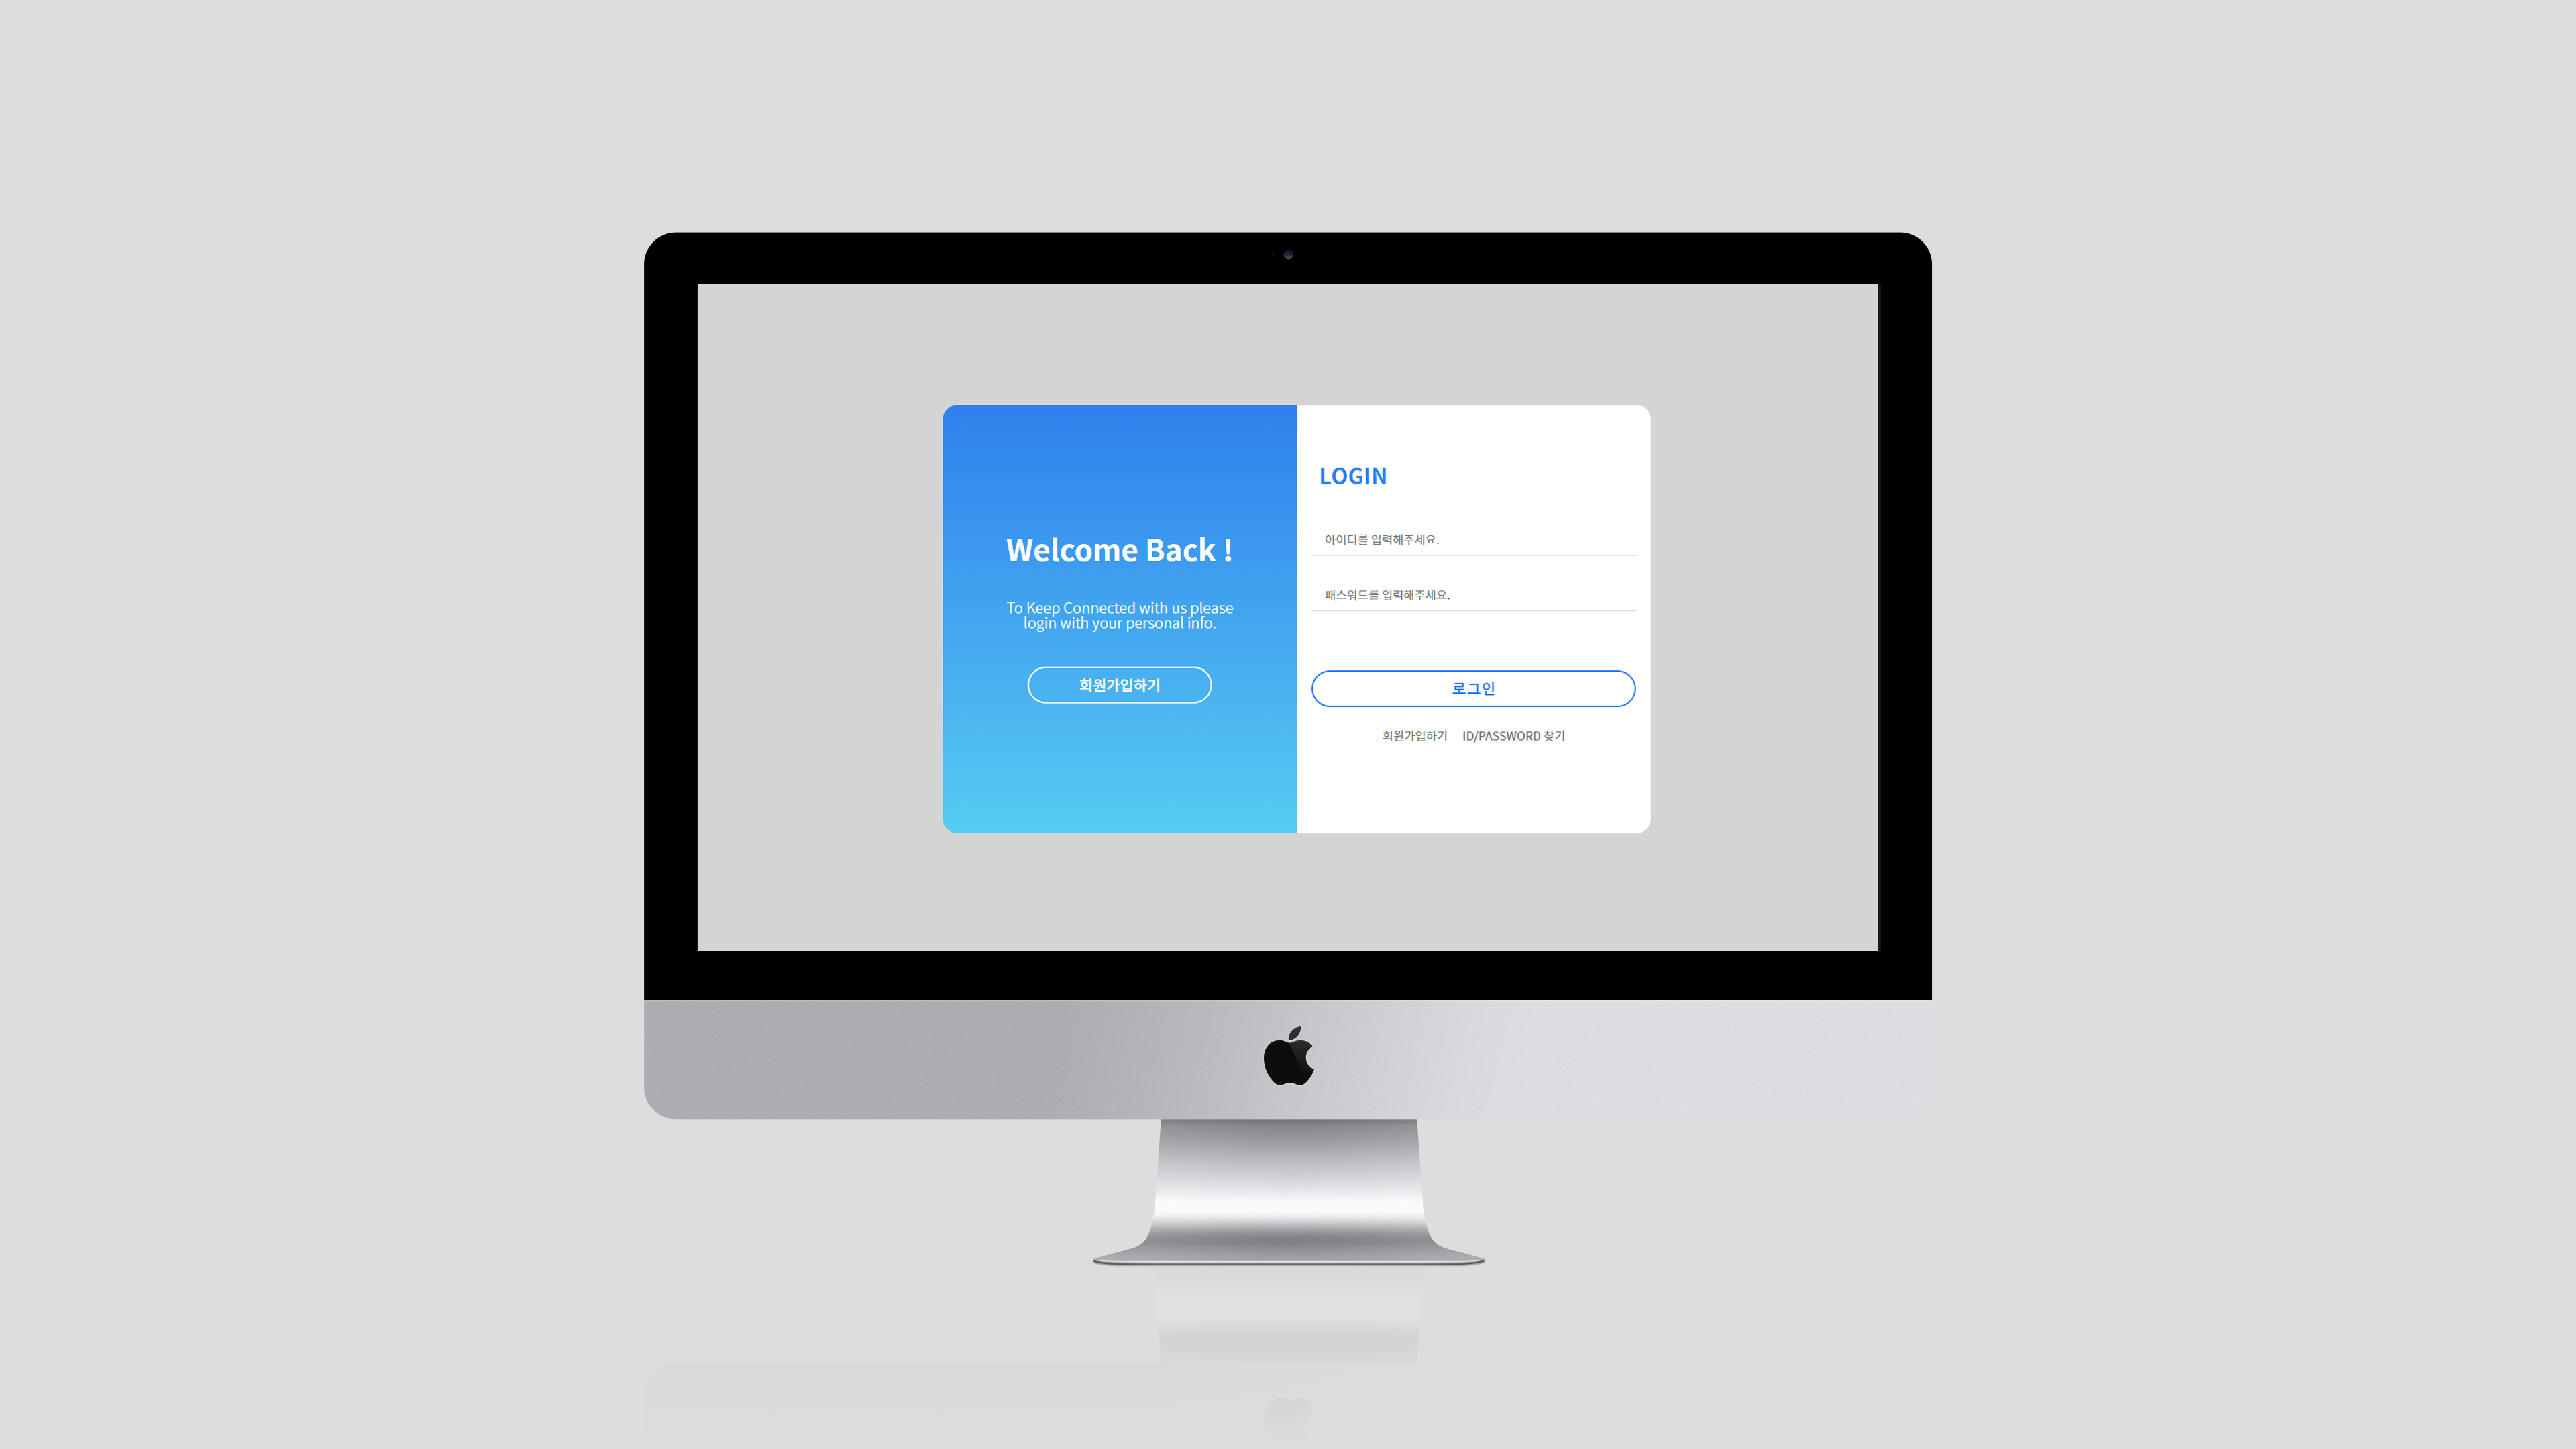 Welcome Back !
To Keep Connected with us please
login with your personal info.
회원가입하기
LOGIN
아이디를 입력해주세요.
패스워드를 입력해주세요.
로그인
회원가입하기 ID/PASSWORD 찾기